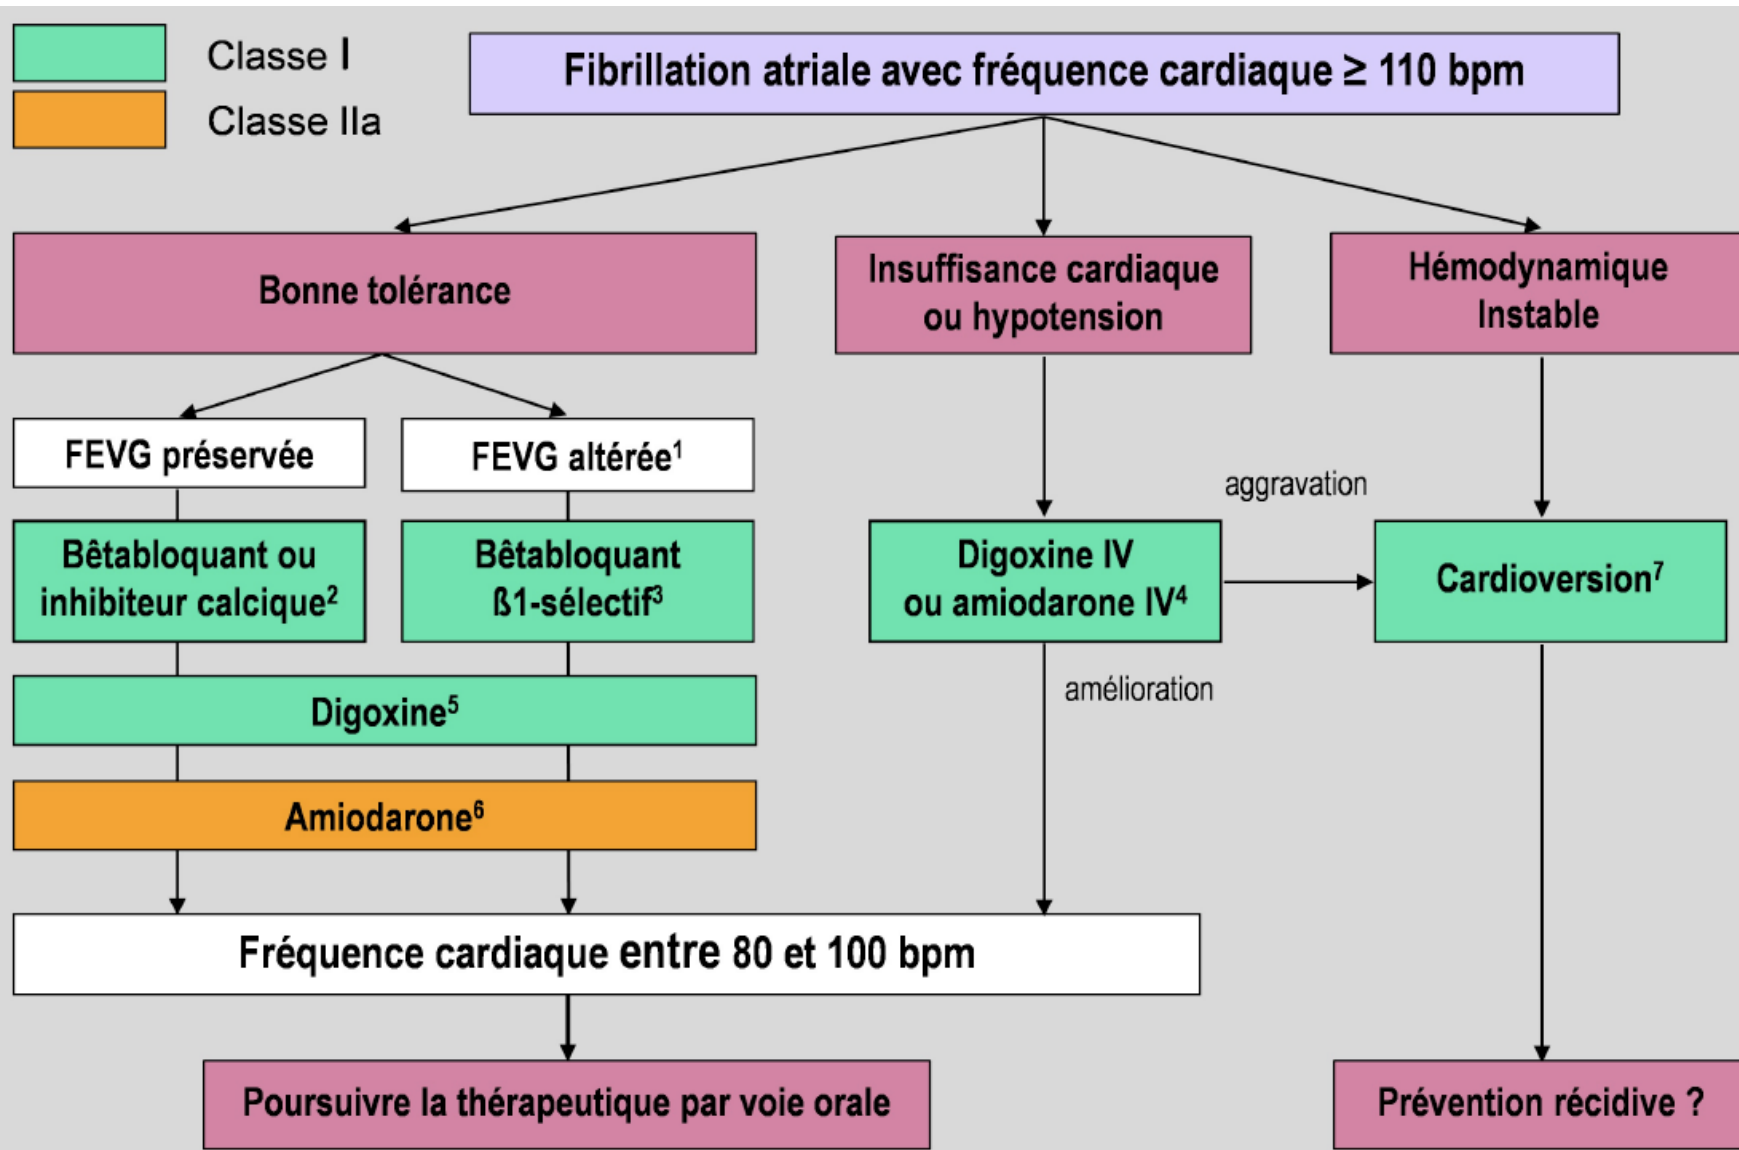 Classe I
Classe IIa
Fibrillation atriale avec fréquence cardiaque ≥ 110 bpm
Bonne tolérance
Insuffisance cardiaque
ou hypotension
Hémodynamique
Instable
FEVG préservée
FEVG altérée¹
aggravation
Bêtabloquant ou
inhibiteur calcique²
Bêtabloquant
ß1-sélectif³
Digoxine IV
ou amiodarone IV⁴
Cardioversion⁷
Digoxine⁵
amélioration
Amiodarone⁶
Fréquence cardiaque entre 80 et 100 bpm
Poursuivre la thérapeutique par voie orale
Prévention récidive ?